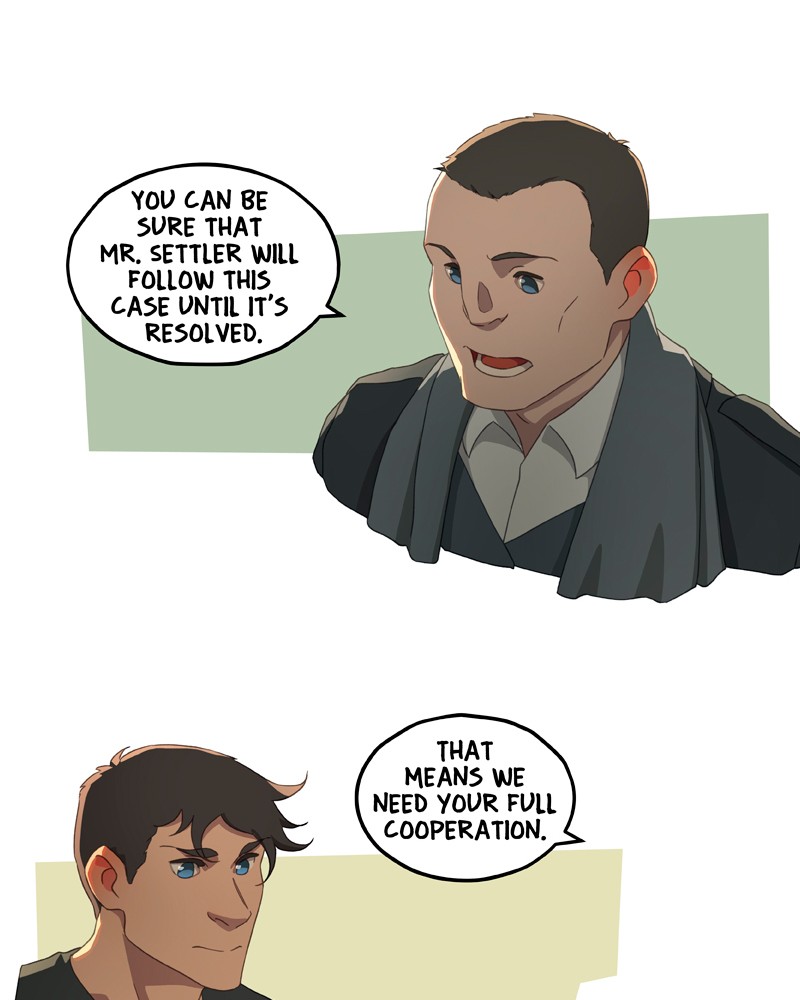 YOU CAN BE
SURE THAT
MR. SETTLER WILL
FOLLOW THIS
CASE UNTIL IT'S
RESOLVED.
THAT
MEANS WE
NEED YOUR FULL
COOPERATION.